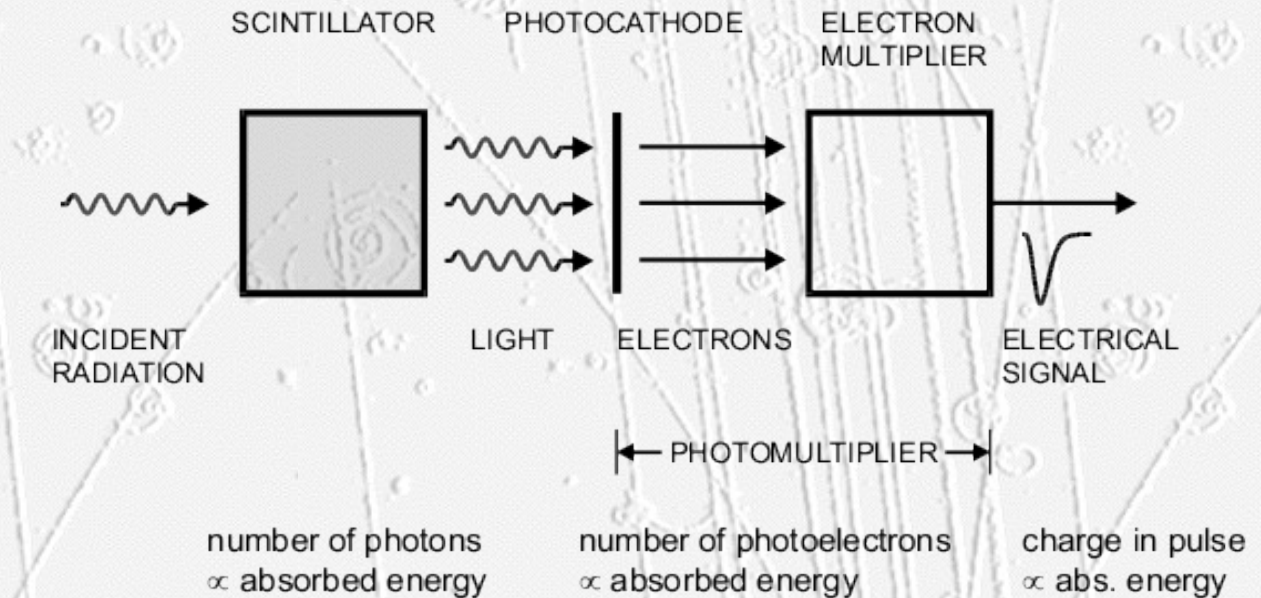 SCINTILLATOR
PHOTOCATHODE
ELECTRON
MULTIPLIER
INCIDENT
RADIATION
LIGHT
ELECTRONS
ELECTRICAL
SIGNAL
PHOTOMULTIPLIER
number of photons
∝ absorbed energy
number of photoelectrons
∝ absorbed energy
charge in pulse
∝ abs. energy